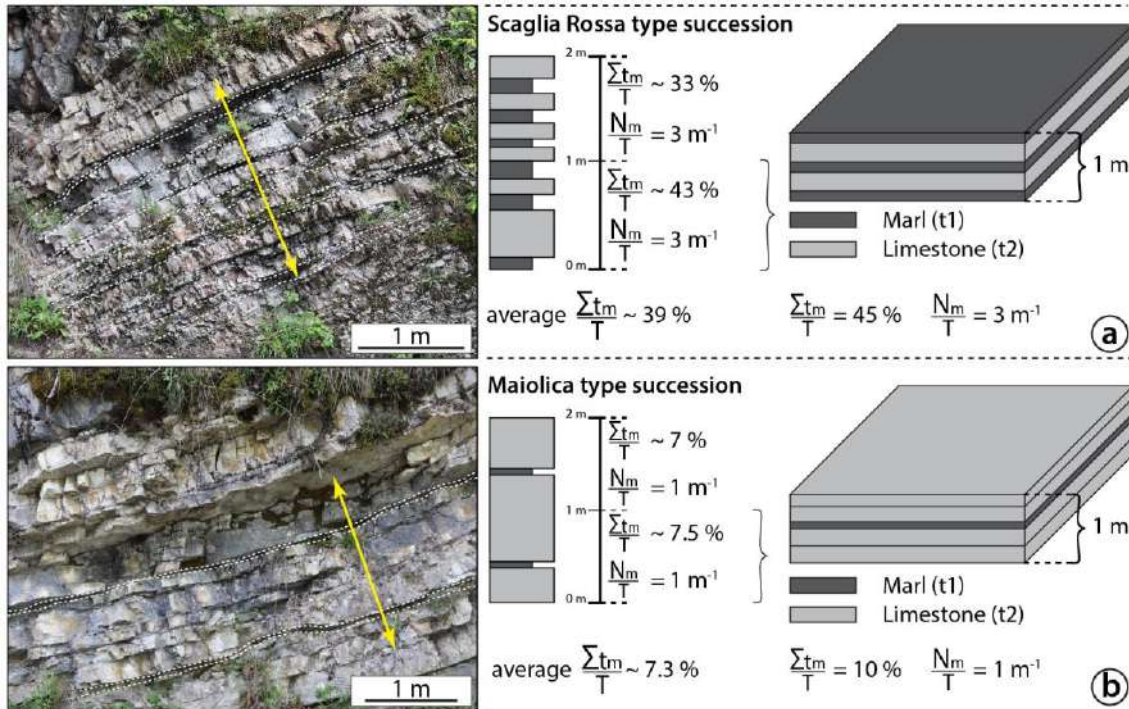 1 m
Scaglia Rossa type succession
2 m
Σtm/T ~ 33 %
Nm/T = 3 m⁻¹
1 m
Σtm/T ~ 43 %
Nm/T = 3 m⁻¹
0 m
1 m
Marl (t1)
Limestone (t2)
average Σtm/T ~ 39 %
Σtm/T = 45 % Nm/T = 3 m⁻¹
a
1 m
Maiolica type succession
2 m
Σtm/T ~ 7 %
Nm/T = 1 m⁻¹
1 m
Σtm/T ~ 7.5 %
Nm/T = 1 m⁻¹
0 m
1 m
Marl (t1)
Limestone (t2)
average Σtm/T ~ 7.3 %
Σtm/T = 10 % Nm/T = 1 m⁻¹
b